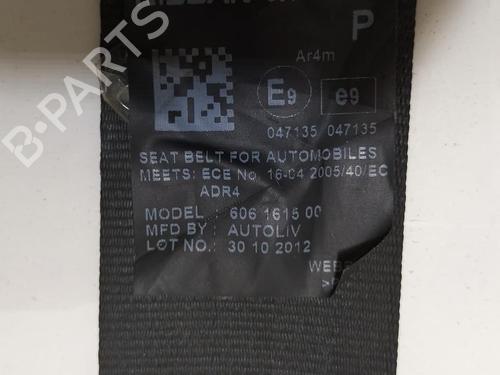 P
Ar4m
E9 e9
047135 047135
SEAT BELT FOR AUTOMOBILES
MEETS: ECE No. 16-04 2005/40/EC
ADR4
MODEL : 606 1615 00
MFD BY : AUTOLIV
LOT NO.: 30 10 2012
B-PARTS